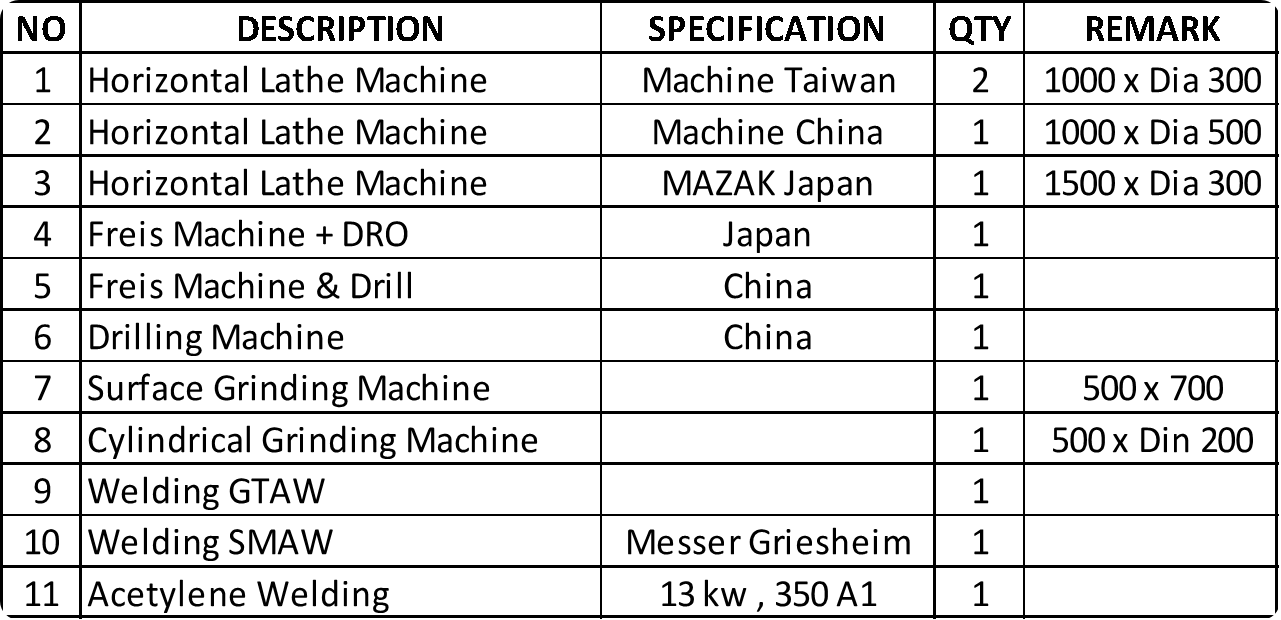 NO DESCRIPTION SPECIFICATION QTY REMARK
1 Horizontal Lathe Machine Machine Taiwan 2 1000 x Dia 300
2 Horizontal Lathe Machine Machine China 1 1000 x Dia 500
3 Horizontal Lathe Machine MAZAK Japan 1 1500 x Dia 300
4 Freis Machine + DRO Japan 1
5 Freis Machine & Drill China 1
6 Drilling Machine China 1
7 Surface Grinding Machine 1 500 x 700
8 Cylindrical Grinding Machine 1 500 x Din 200
9 Welding GTAW 1
10 Welding SMAW Messer Griesheim 1
11 Acetylene Welding 13 kw , 350 A1 1